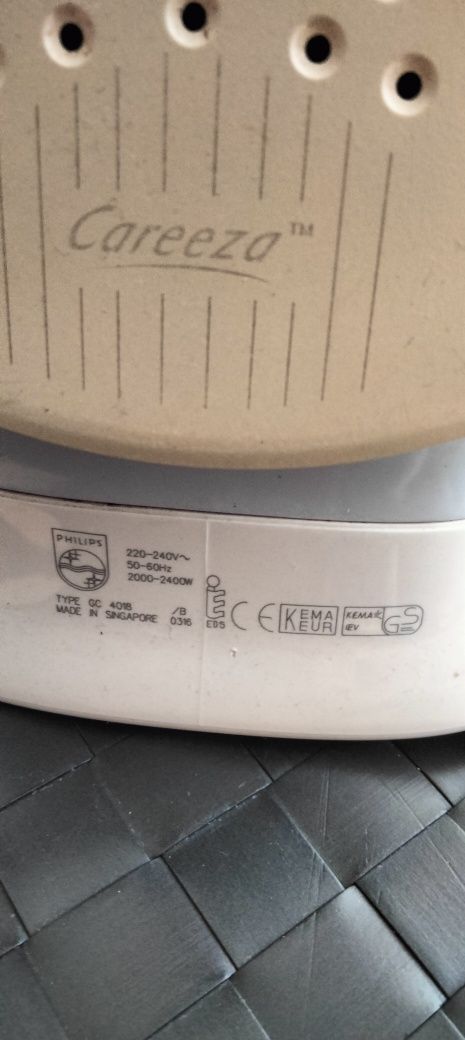 Careeza™
PHILIPS
220-240V~
50-60Hz
2000-2400W
TYPE GC 4018 /B
MADE IN SINGAPORE 0316
EDS
CE
KEMA
KEUR
KEMA
IEV
GS